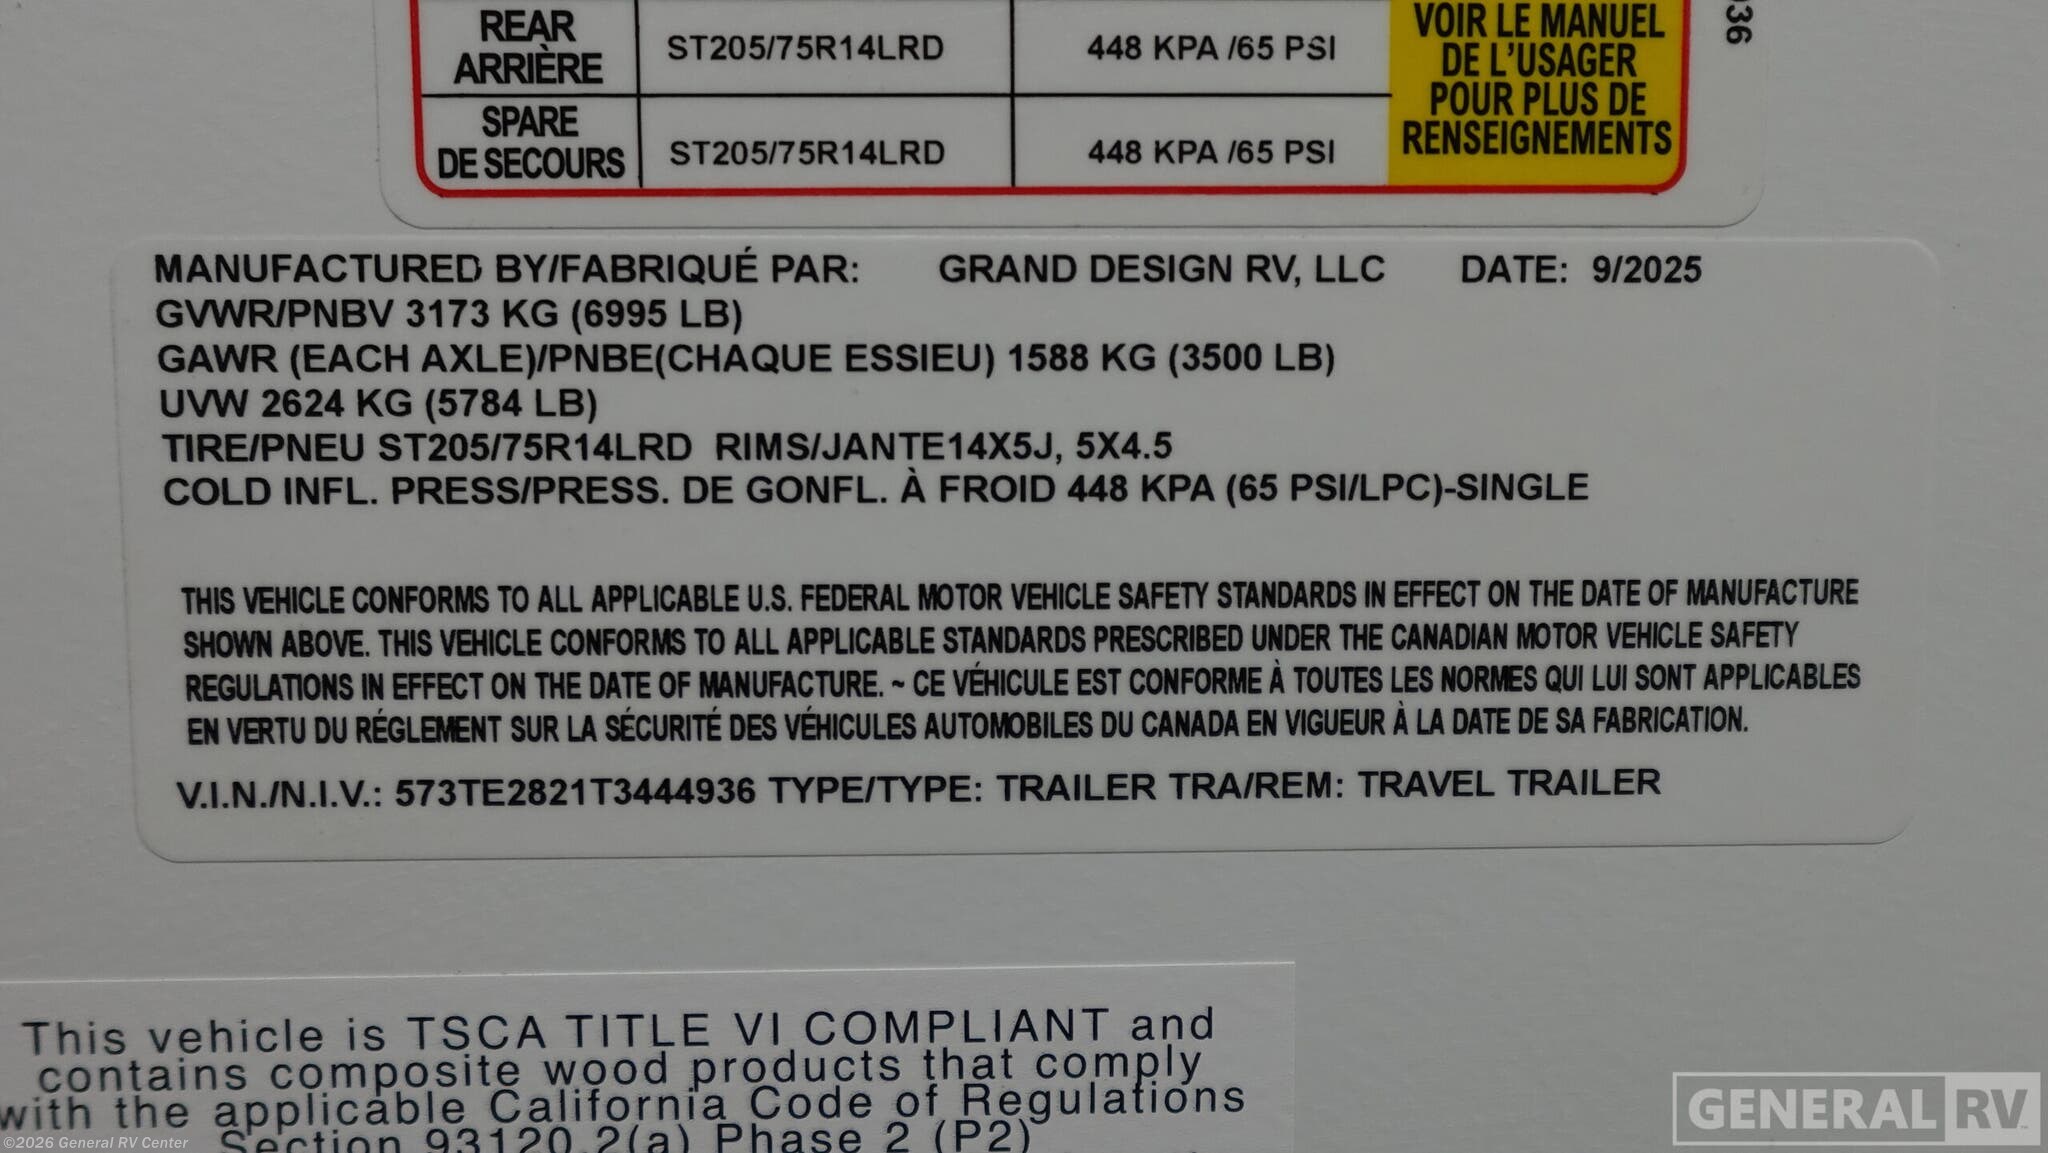 REAR
ARRIÈRE
ST205/75R14LRD
448 KPA /65 PSI
SPARE
DE SECOURS
ST205/75R14LRD
448 KPA /65 PSI
VOIR LE MANUEL
DE L'USAGER
POUR PLUS DE
RENSEIGNEMENTS
36
MANUFACTURED BY/FABRIQUÉ PAR: GRAND DESIGN RV, LLC DATE: 9/2025
GVWR/PNBV 3173 KG (6995 LB)
GAWR (EACH AXLE)/PNBE(CHAQUE ESSIEU) 1588 KG (3500 LB)
UVW 2624 KG (5784 LB)
TIRE/PNEU ST205/75R14LRD RIMS/JANTE14X5J, 5X4.5
COLD INFL. PRESS/PRESS. DE GONFL. À FROID 448 KPA (65 PSI/LPC)-SINGLE
THIS VEHICLE CONFORMS TO ALL APPLICABLE U.S. FEDERAL MOTOR VEHICLE SAFETY STANDARDS IN EFFECT ON THE DATE OF MANUFACTURE
SHOWN ABOVE. THIS VEHICLE CONFORMS TO ALL APPLICABLE STANDARDS PRESCRIBED UNDER THE CANADIAN MOTOR VEHICLE SAFETY
REGULATIONS IN EFFECT ON THE DATE OF MANUFACTURE. ~ CE VÉHICULE EST CONFORME À TOUTES LES NORMES QUI LUI SONT APPLICABLES
EN VERTU DU RÉGLEMENT SUR LA SÉCURITÉ DES VÉHICULES AUTOMOBILES DU CANADA EN VIGUEUR À LA DATE DE SA FABRICATION.
V.I.N./N.I.V.: 573TE2821T3444936 TYPE/TYPE: TRAILER TRA/REM: TRAVEL TRAILER
This vehicle is TSCA TITLE VI COMPLIANT and
contains composite wood products that comply
with the applicable California Code of Regulations
Section 93120.2(a) Phase 2 (P2)
©2026 General RV Center
GENERAL RV